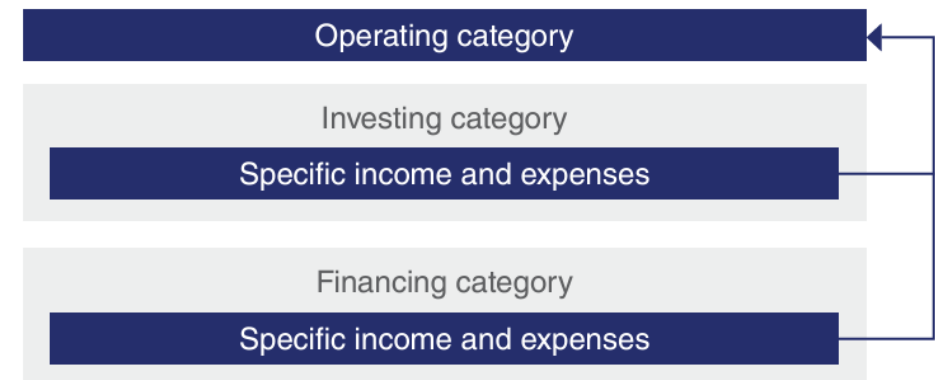 Operating category
Investing category
Specific income and expenses
Financing category
Specific income and expenses